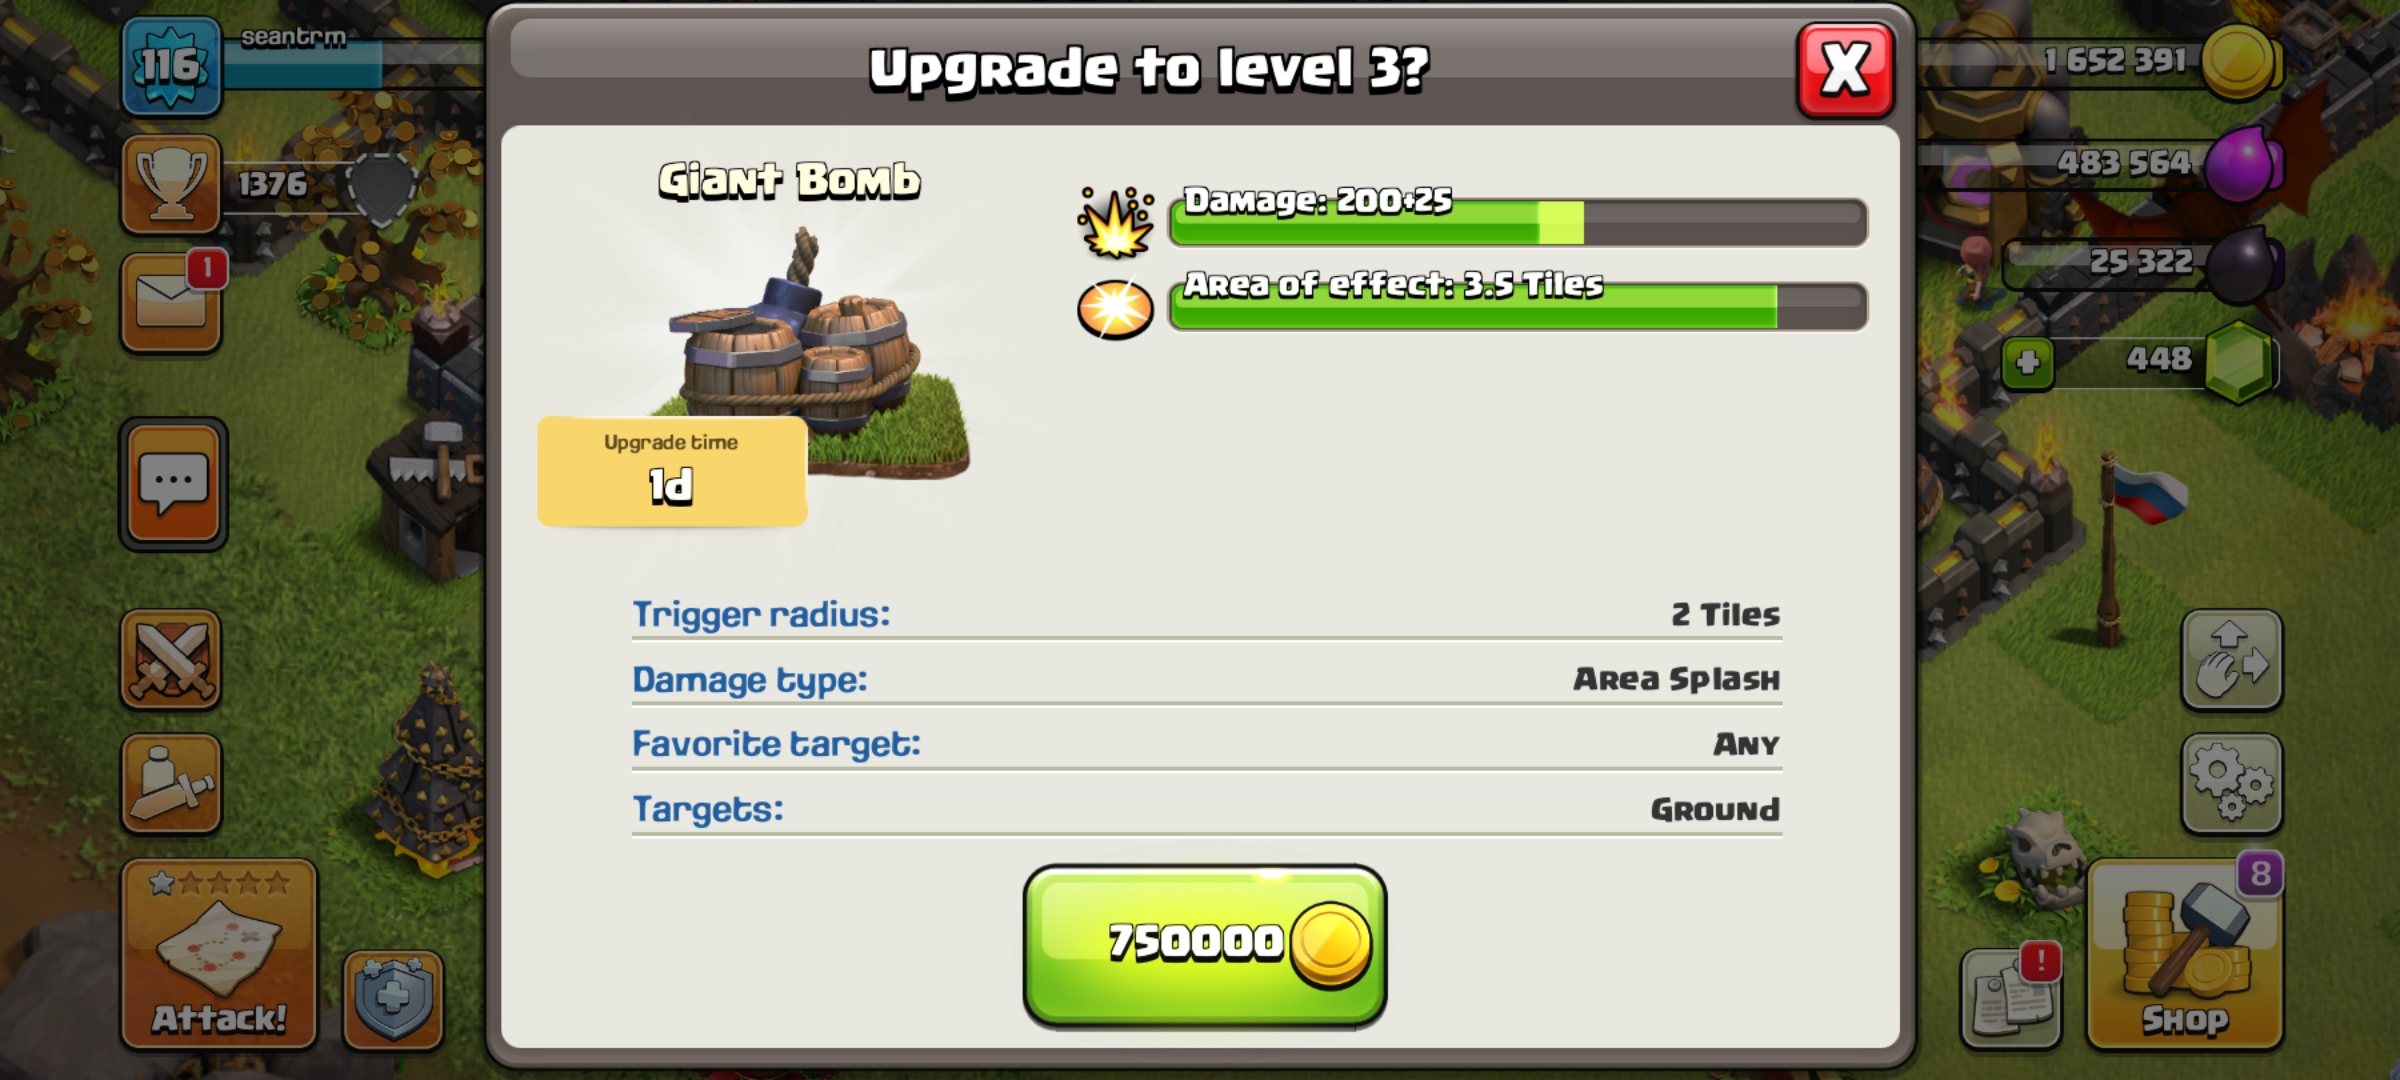 116
seantrm
1376
1
Attack!
Upgrade to level 3?
X
Giant Bomb
Upgrade time
1d
Damage: 200+25
Area of effect: 3.5 Tiles
Trigger radius: 2 Tiles
Damage type: Area Splash
Favorite target: Any
Targets: Ground
750000
1 652 391
483 564
25 322
448
8
!
Shop